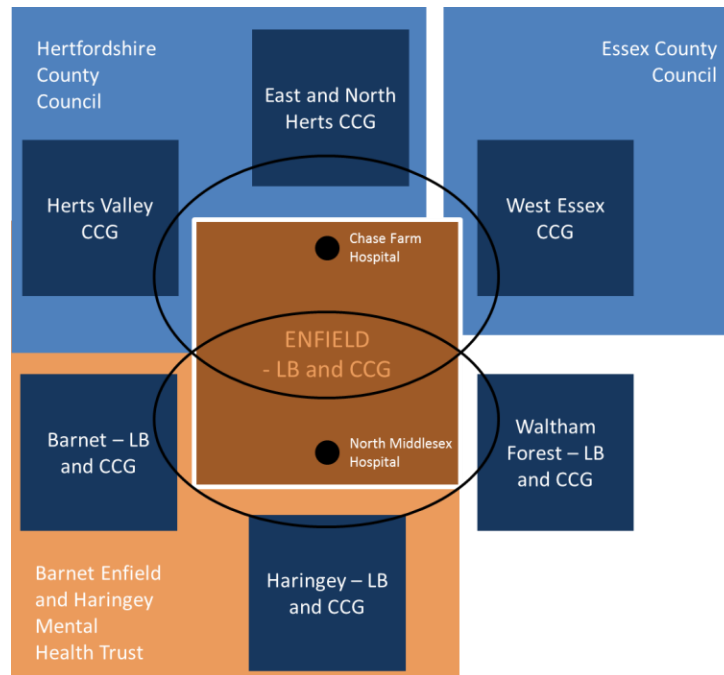 Hertfordshire
County
Council
Essex County
Council
East and North
Herts CCG
Herts Valley
CCG
West Essex
CCG
Chase Farm
Hospital
ENFIELD
- LB and CCG
North Middlesex
Hospital
Barnet – LB
and CCG
Waltham
Forest – LB
and CCG
Haringey – LB
and CCG
Barnet Enfield
and Haringey
Mental
Health Trust